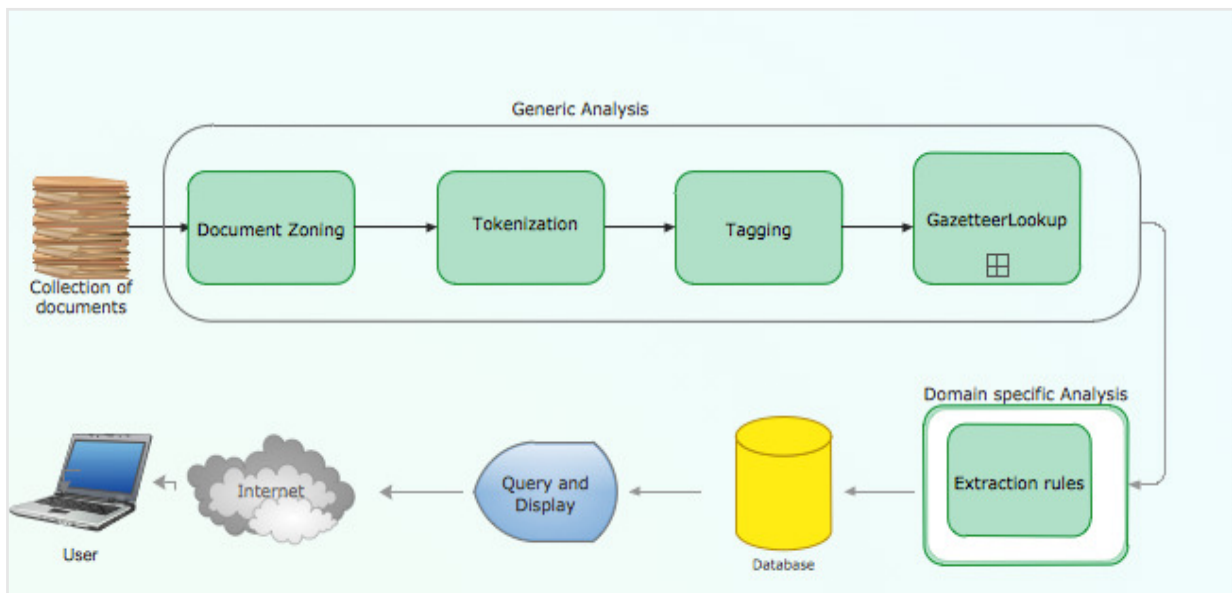 Generic Analysis
Document Zoning
Tokenization
Tagging
GazetteerLookup
Collection of
documents
Domain specific Analysis
Extraction rules
Database
Query and
Display
Internet
User